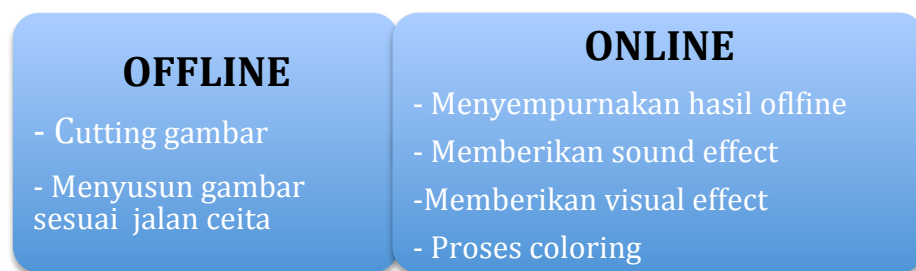 OFFLINE
- Cutting gambar
- Menyusun gambar
sesuai jalan ceita
ONLINE
- Menyempurnakan hasil oflfine
- Memberikan sound effect
-Memberikan visual effect
- Proses coloring